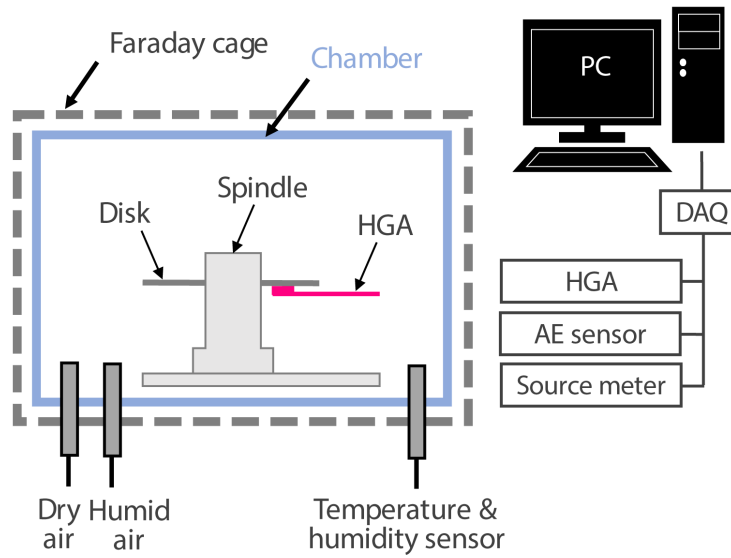 Faraday cage
Chamber
PC
Spindle
Disk
HGA
DAQ
HGA
AE sensor
Source meter
Dry
air
Humid
air
Temperature &
humidity sensor